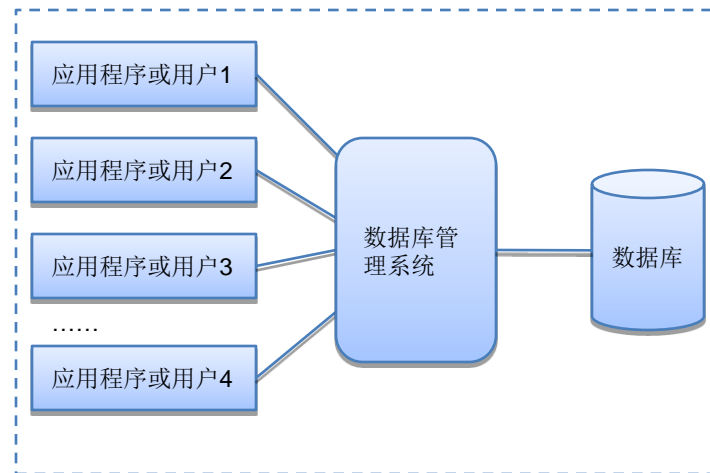 应用程序或用户1
应用程序或用户2
应用程序或用户3
......
应用程序或用户4
数据库管
理系统
数据库